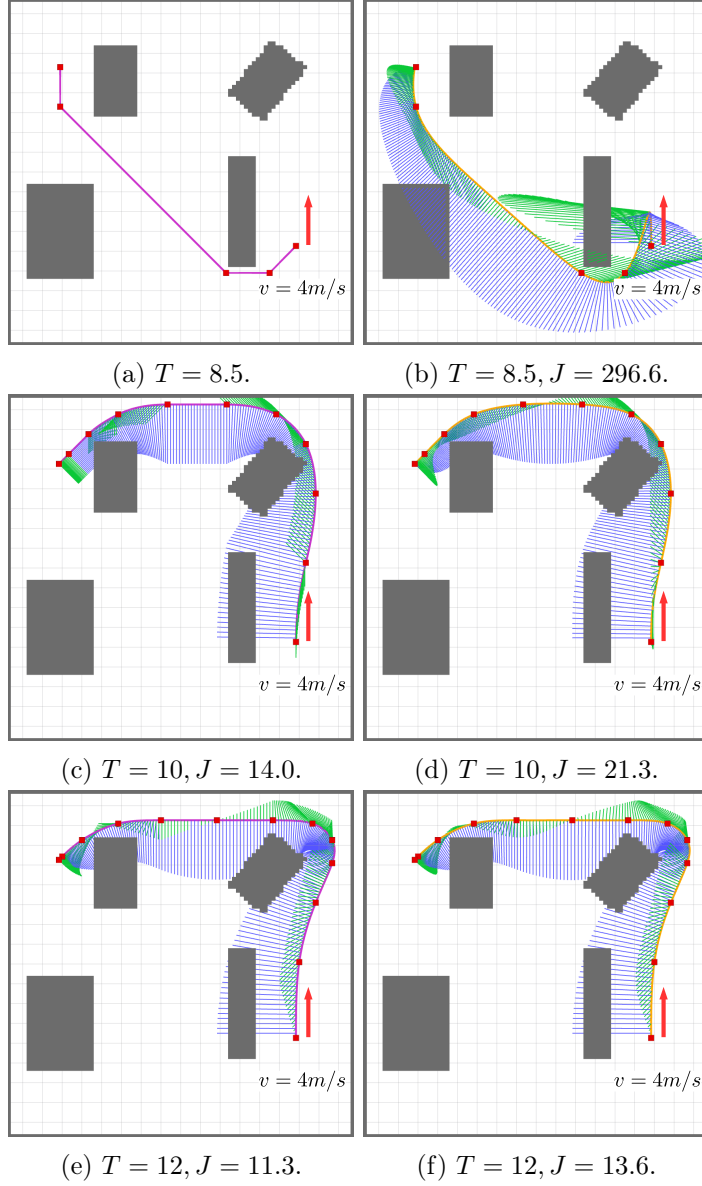 v = 4m/s
v = 4m/s
(a) T = 8.5.
(b) T = 8.5, J = 296.6.
v = 4m/s
v = 4m/s
(c) T = 10, J = 14.0.
(d) T = 10, J = 21.3.
v = 4m/s
v = 4m/s
(e) T = 12, J = 11.3.
(f) T = 12, J = 13.6.